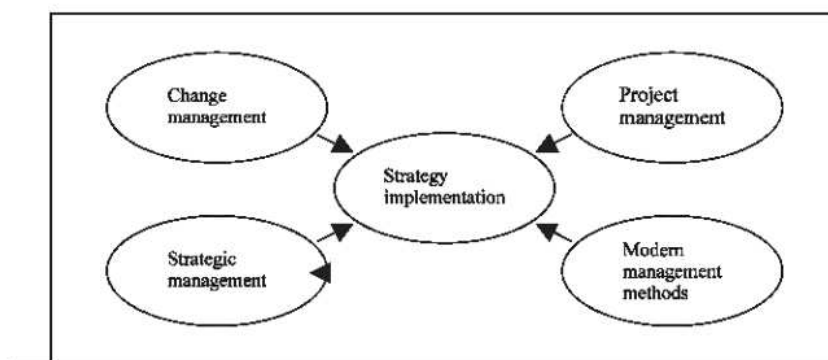 Change
management
Project
management
Strategy
implementation
Strategic
management
Modern
management
methods